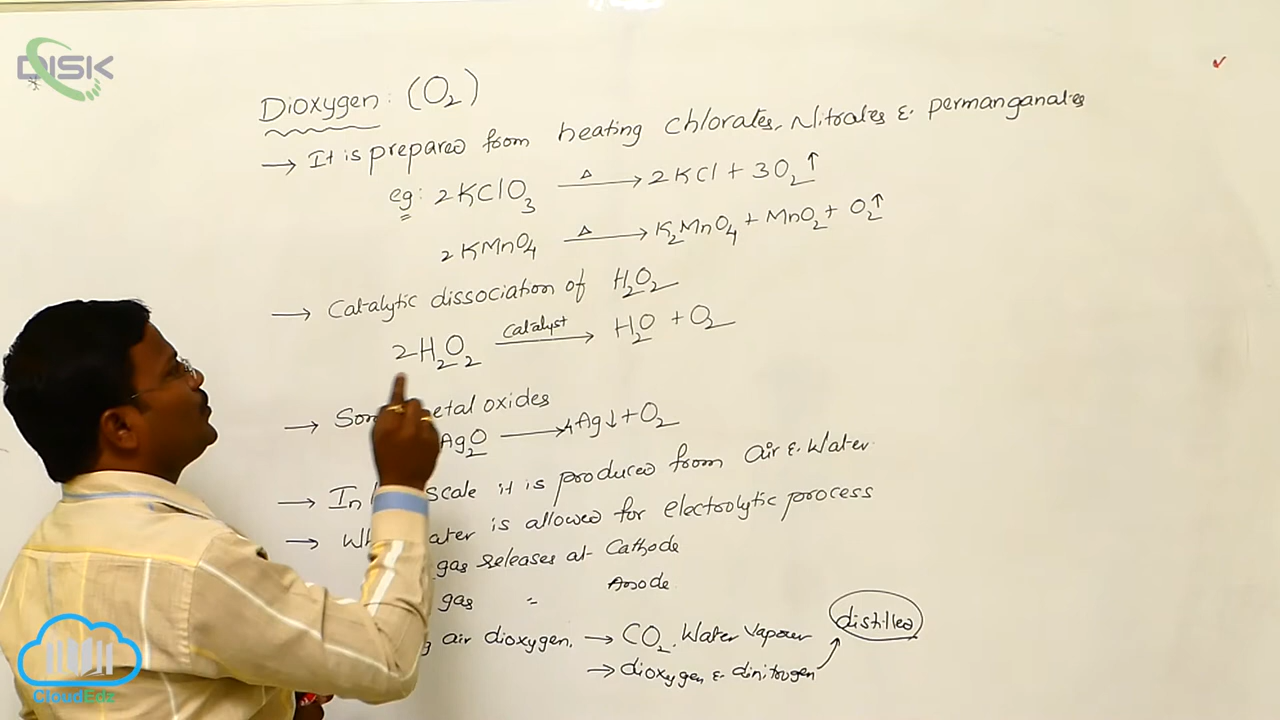 DISK
Dioxygen: (O₂)
→ It is prepared from heating chlorates, Nitrates & permanganates
eg: 2KClO₃ —Δ→ 2KCl + 3O₂↑
2KMnO₄ —Δ→ K₂MnO₄ + MnO₂ + O₂↑
→ Catalytic dissociation of H₂O₂
2H₂O₂ —catalyst→ H₂O + O₂
→ etal oxides
Ag₂O → 4Ag↓ + O₂
→ In scale it is produced from air & Water
→ ater is allowed for electrolytic process
gas releases at Cathode
gas " Anode
air dioxygen, → CO₂, Water Vapour
→ dioxygen & dinitrogen
distilled
CloudEdz